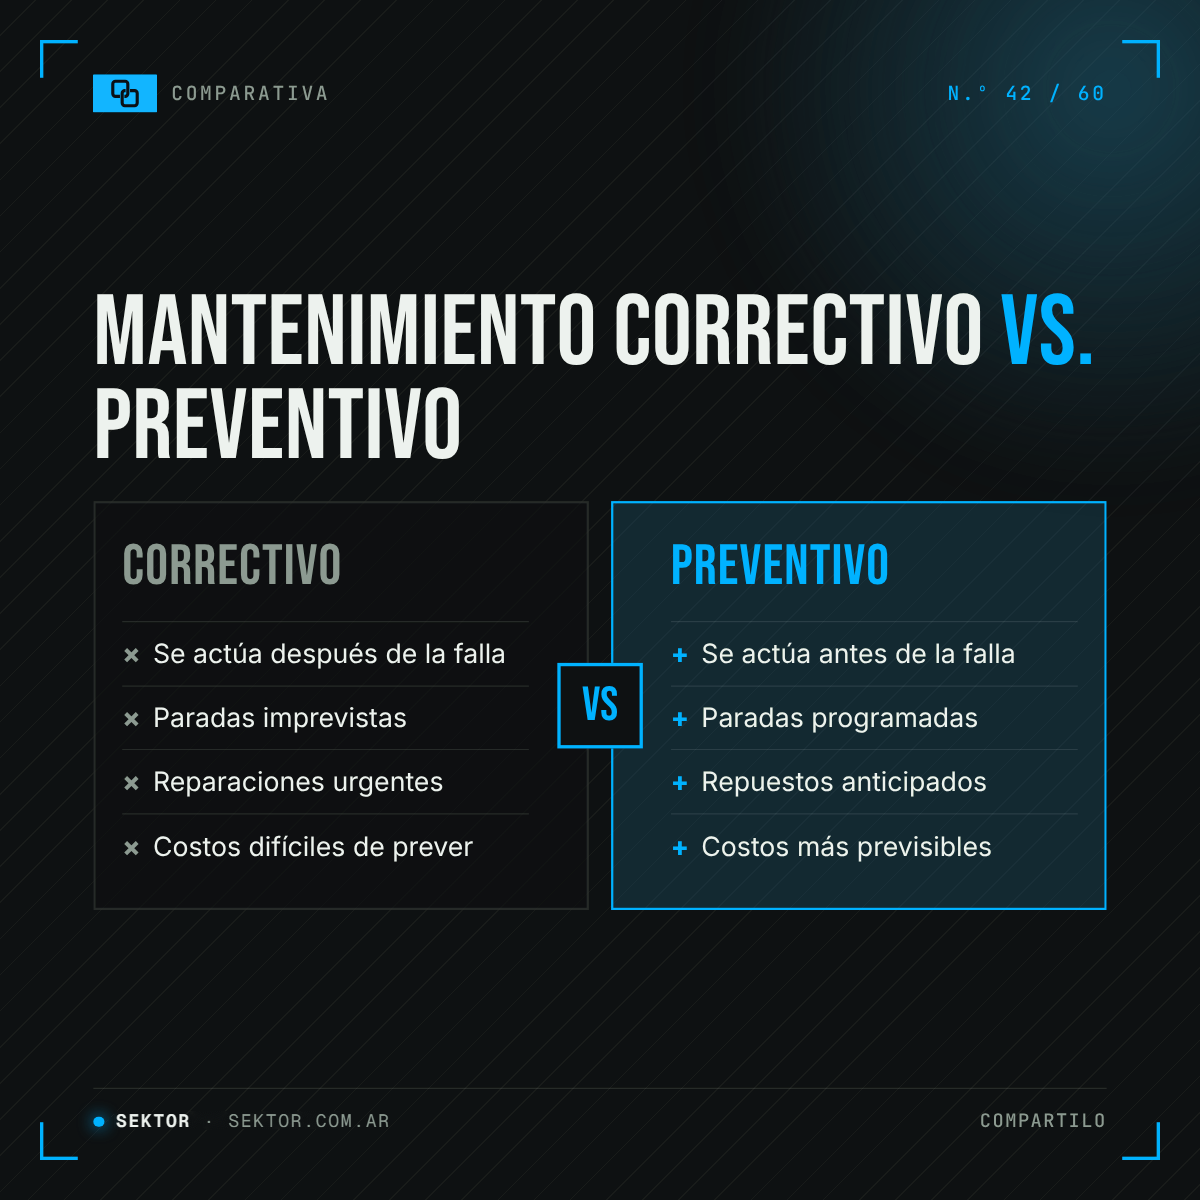 COMPARATIVA
N.° 42 / 60
MANTENIMIENTO CORRECTIVO VS.
PREVENTIVO
CORRECTIVO
× Se actúa después de la falla
× Paradas imprevistas
× Reparaciones urgentes
× Costos difíciles de prever
VS
PREVENTIVO
+ Se actúa antes de la falla
+ Paradas programadas
+ Repuestos anticipados
+ Costos más previsibles
SEKTOR · SEKTOR.COM.AR
COMPARTILO